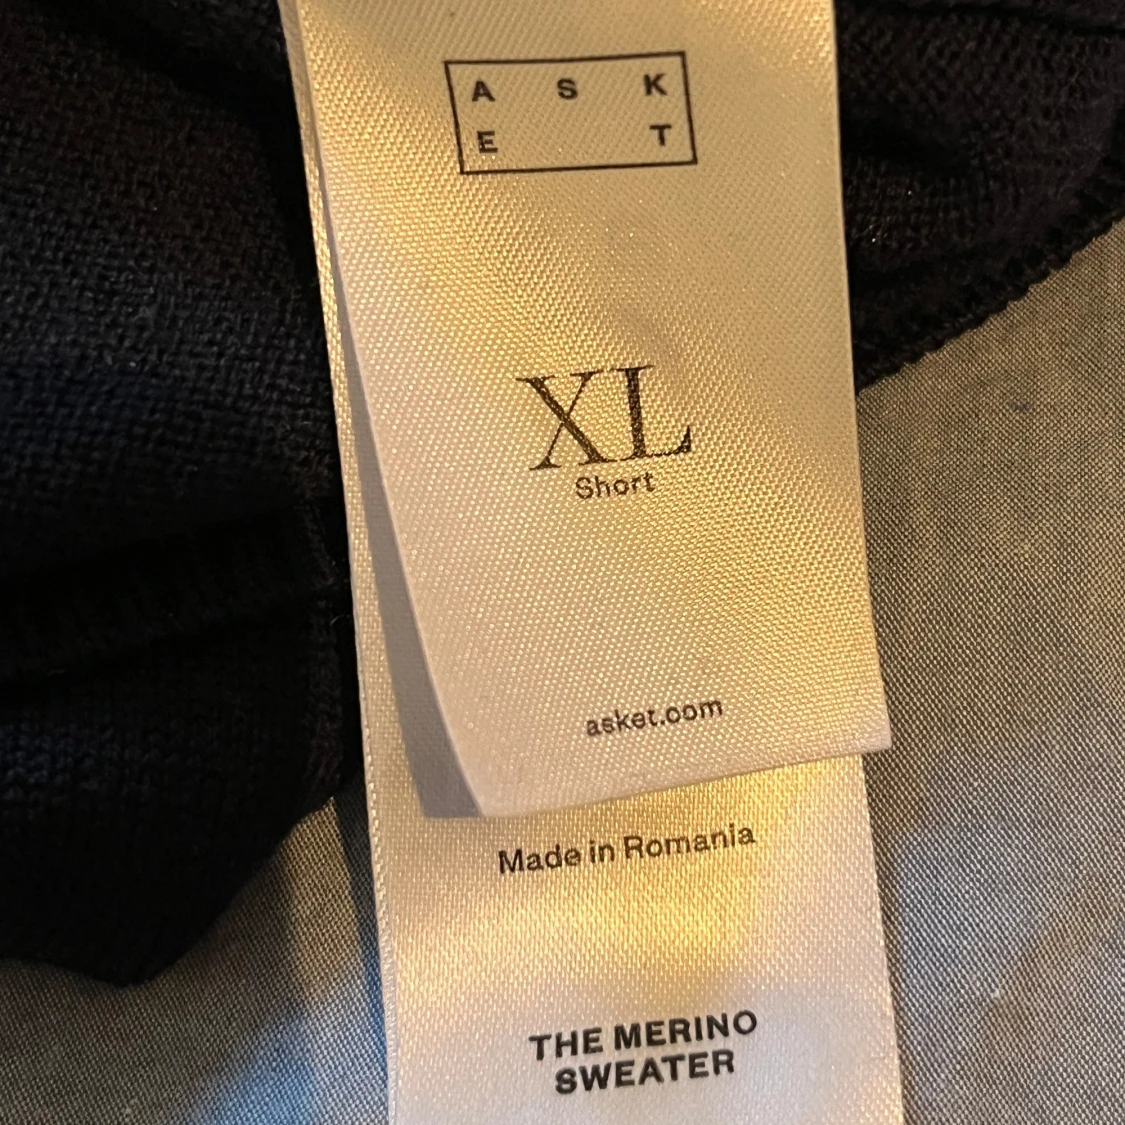 A S K
E T
XL
Short
asket.com
Made in Romania
THE MERINO
SWEATER